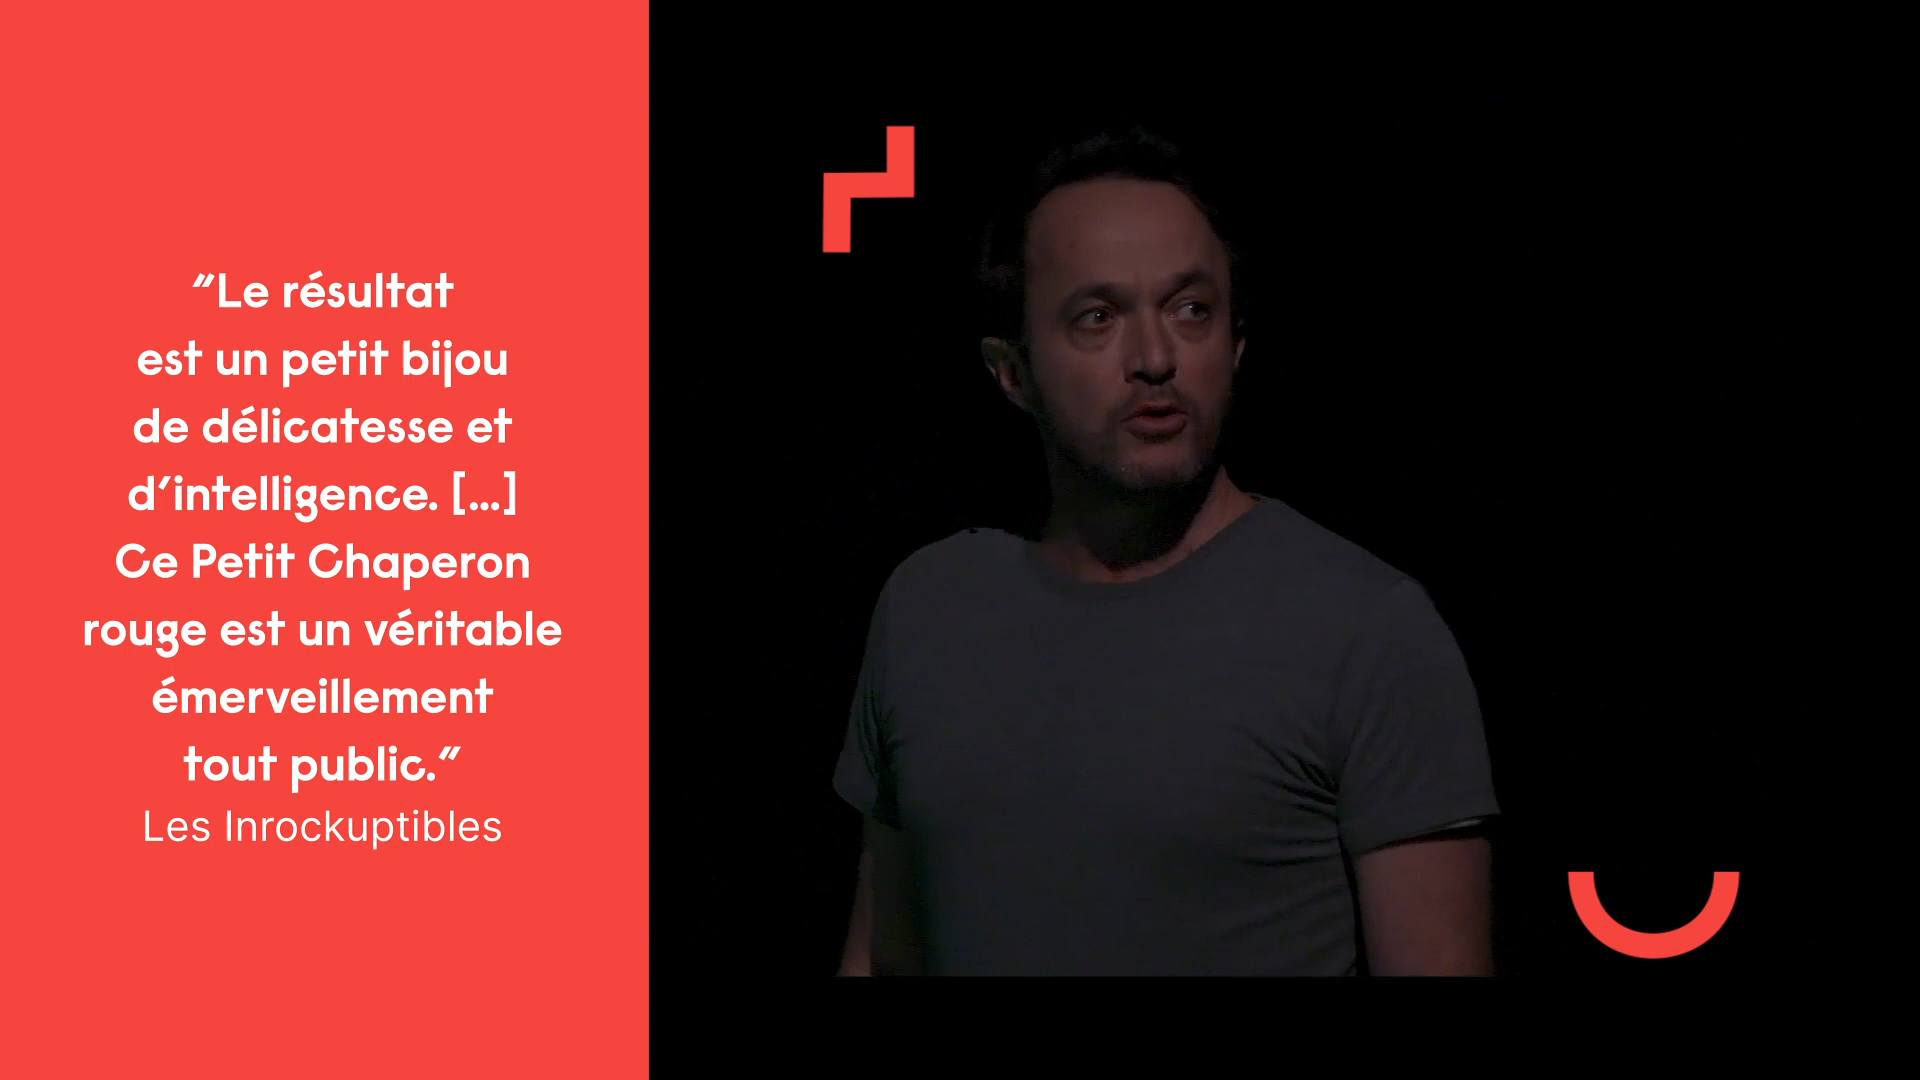 “Le résultat
est un petit bijou
de délicatesse et
d’intelligence. [...]
Ce Petit Chaperon
rouge est un véritable
émerveillement
tout public.”
Les Inrockuptibles